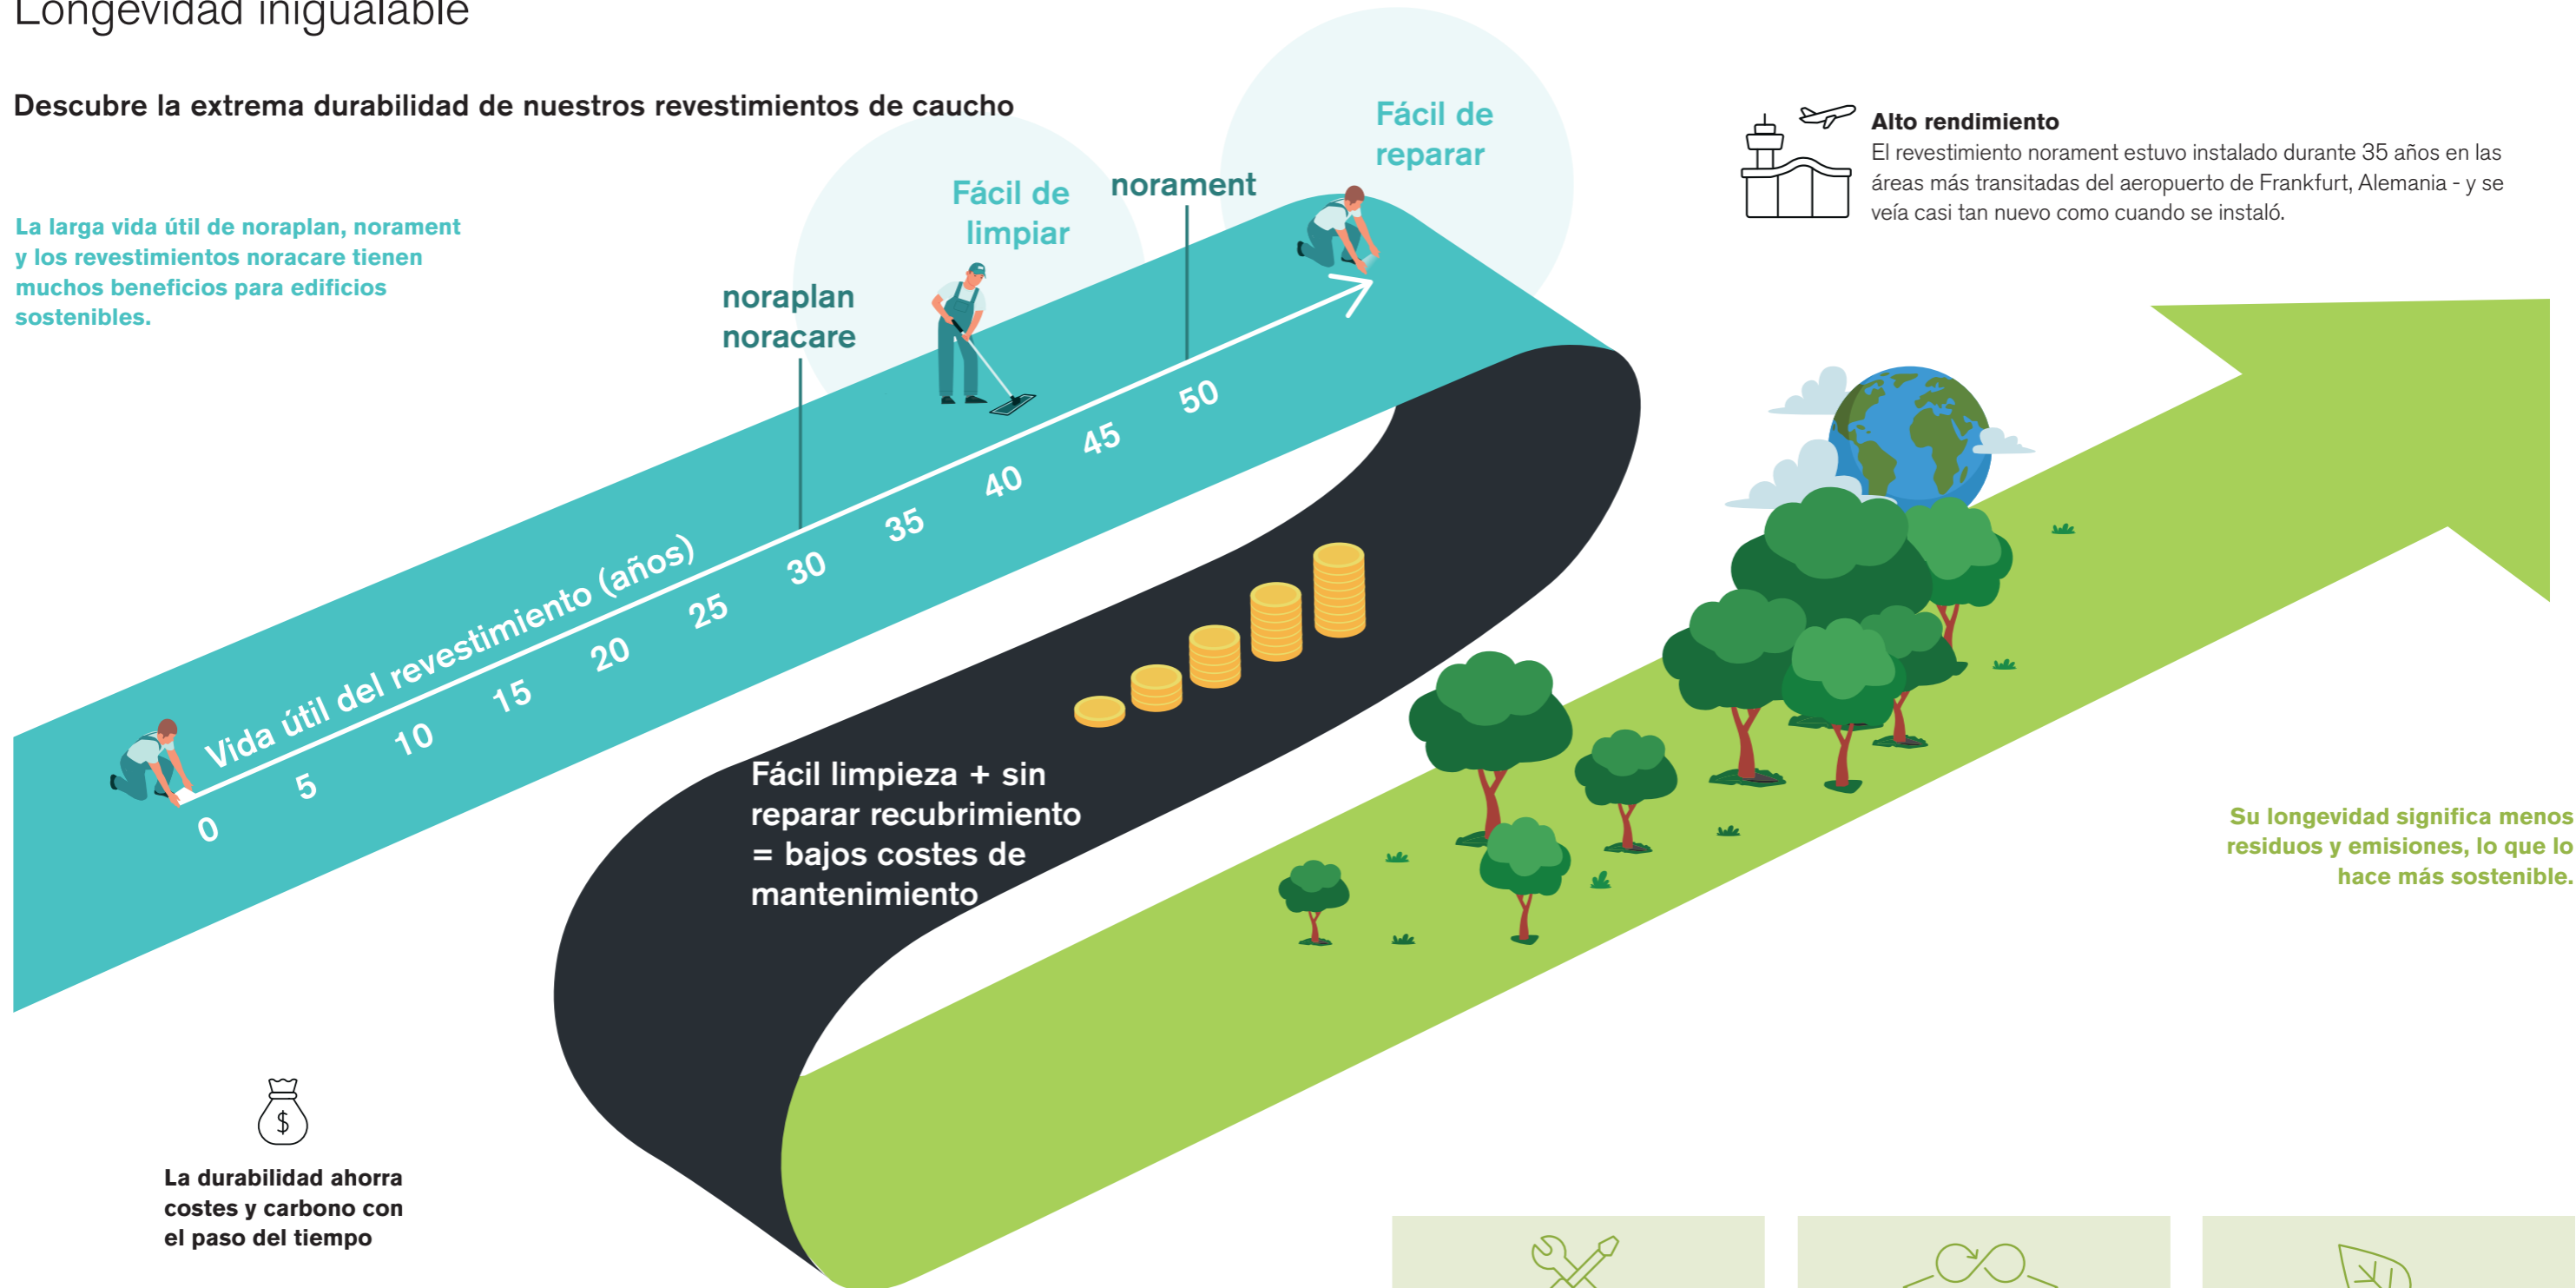 Longevidad inigualable
Descubre la extrema durabilidad de nuestros revestimientos de caucho
La larga vida útil de noraplan, norament
y los revestimientos noracare tienen
muchos beneficios para edificios
sostenibles.
noraplan
noracare
Fácil de
limpiar
norament
Fácil de
reparar
Alto rendimiento
El revestimiento norament estuvo instalado durante 35 años en las
áreas más transitadas del aeropuerto de Frankfurt, Alemania - y se
veía casi tan nuevo como cuando se instaló.
Vida útil del revestimiento (años)
0
5
10
15
20
25
30
35
40
45
50
Fácil limpieza + sin
reparar recubrimiento
= bajos costes de
mantenimiento
Su longevidad significa menos
residuos y emisiones, lo que lo
hace más sostenible.
$
La durabilidad ahorra
costes y carbono con
el paso del tiempo